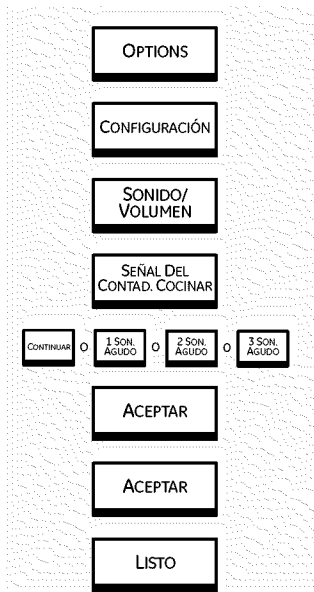 OPTIONS
CONFIGURACIÓN
SONIDO/
VOLUMEN
SEÑAL DEL
CONTAD. COCINAR
CONTINUAR O 1 SON. AGUDO O 2 SON. AGUDO O 3 SON. AGUDO
ACEPTAR
ACEPTAR
LISTO